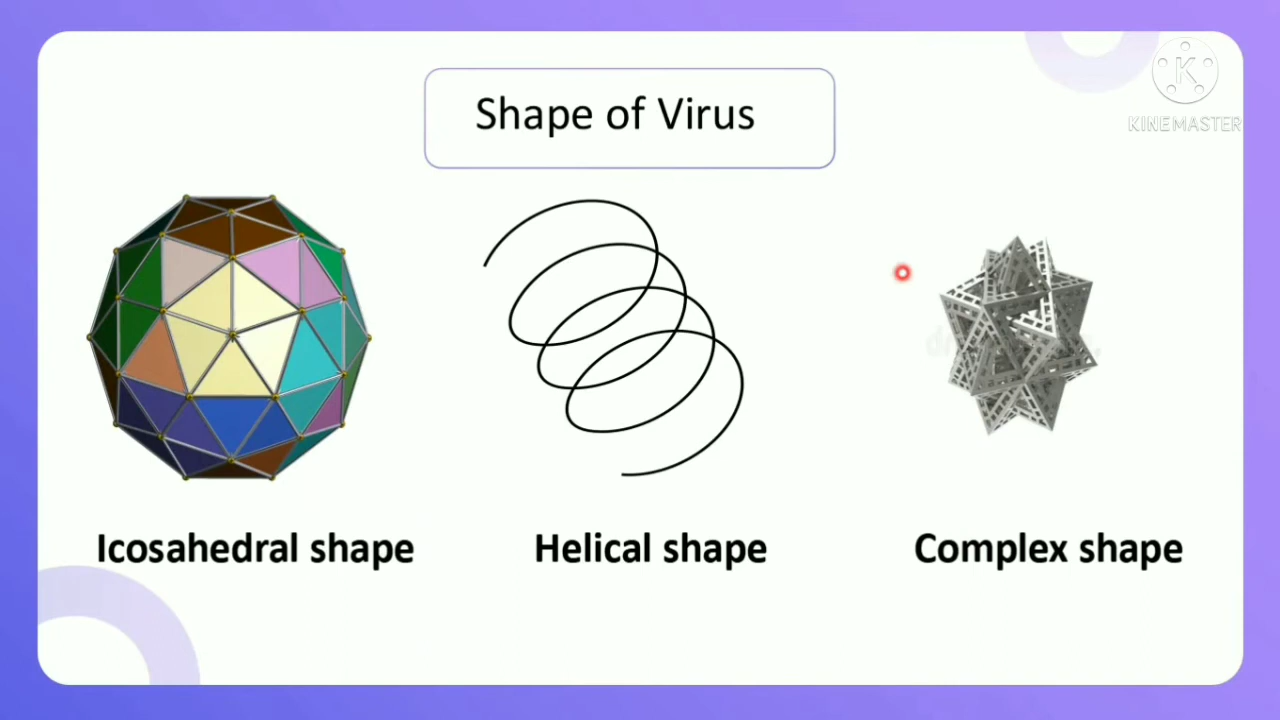 Shape of Virus
K
KINEMASTER
Icosahedral shape
Helical shape
Complex shape